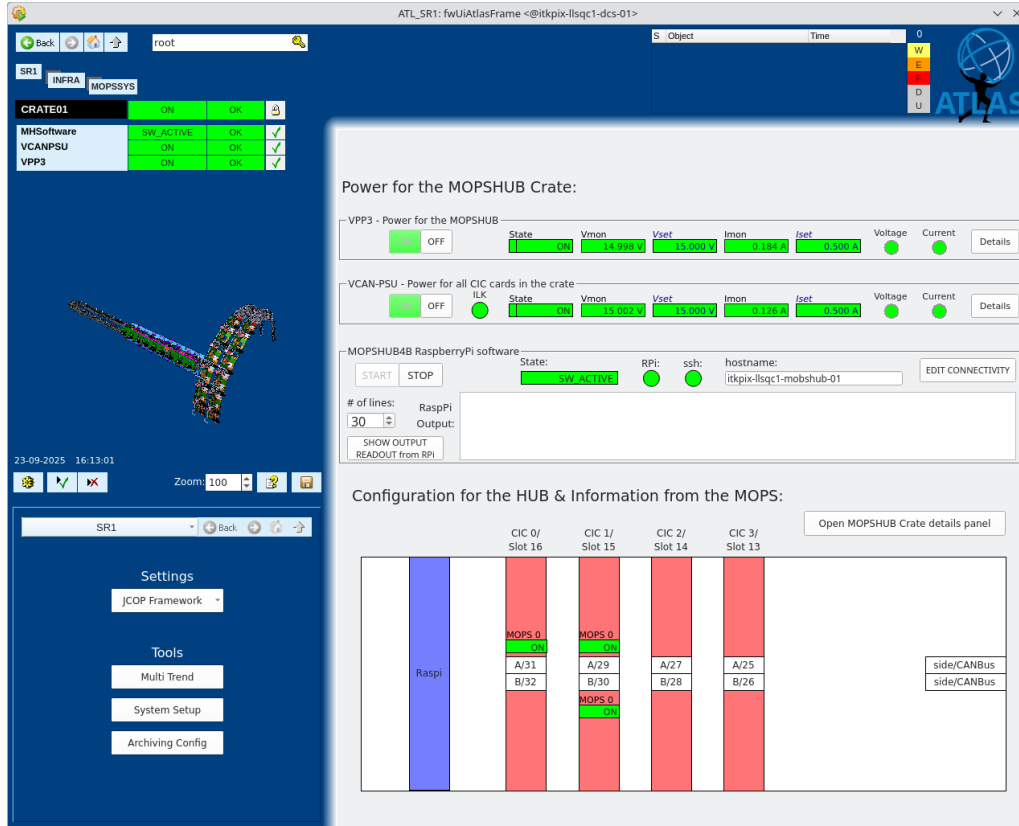 ATL_SR1: fwUiAtlasFrame <@itkpix-llsqc1-dcs-01>
Back root
S Object Time 0
W
E
F
D
U
ATLAS
SR1 INFRA MOPSSYS
CRATE01 ON OK
MHSoftware SW_ACTIVE OK
VCANPSU ON OK
VPP3 ON OK
Power for the MOPSHUB Crate:
VPP3 - Power for the MOPSHUB
OFF
State Vmon Vset Imon Iset Voltage Current
ON 14.998 V 15.000 V 0.184 A 0.500 A
Details
VCAN-PSU - Power for all CIC cards in the crate
OFF
ILK State Vmon Vset Imon Iset Voltage Current
ON 15.002 V 15.000 V 0.126 A 0.500 A
Details
MOPSHUB4B RaspberryPi software
START STOP
State: RPi: ssh: hostname:
SW_ACTIVE itkpix-llsqc1-mobshub-01
EDIT CONNECTIVITY
# of lines:
30
RaspPi
Output:
SHOW OUTPUT
READOUT from RPi
23-09-2025 16:13:01
Zoom: 100
SR1 Back
Settings
JCOP Framework
Tools
Multi Trend
System Setup
Archiving Config
Configuration for the HUB & Information from the MOPS:
Open MOPSHUB Crate details panel
CIC 0/ CIC 1/ CIC 2/ CIC 3/
Slot 16 Slot 15 Slot 14 Slot 13
MOPS 0 MOPS 0
ON ON
Raspi
A/31 A/29 A/27 A/25 side/CANBus
B/32 B/30 B/28 B/26 side/CANBus
MOPS 0
ON